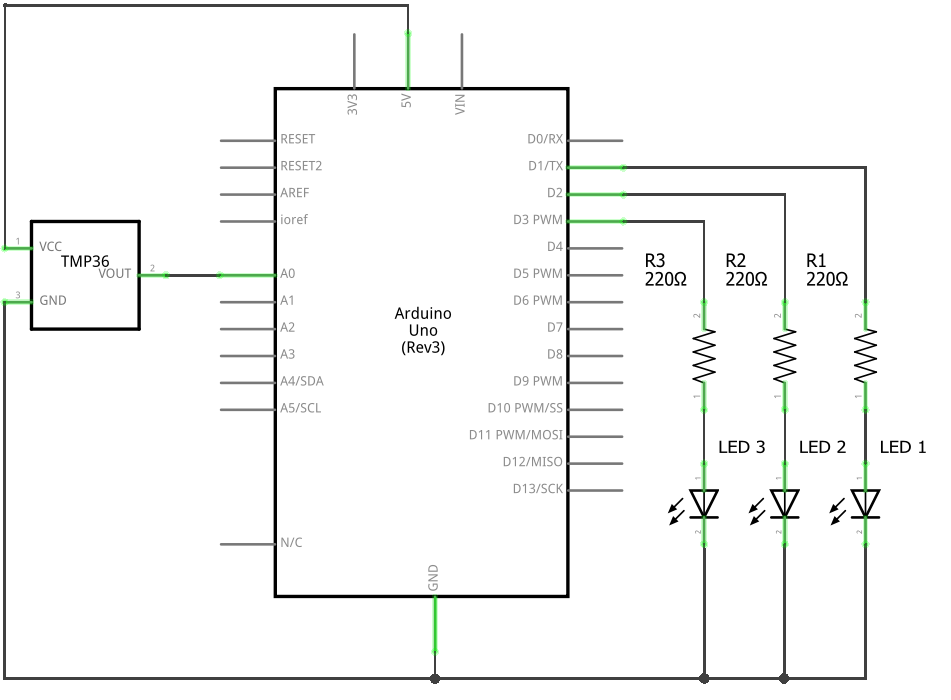 3V3
5V
VIN
RESET
RESET2
AREF
ioref
A0
A1
A2
A3
A4/SDA
A5/SCL
N/C
D0/RX
D1/TX
D2
D3 PWM
D4
D5 PWM
D6 PWM
D7
D8
D9 PWM
D10 PWM/SS
D11 PWM/MOSI
D12/MISO
D13/SCK
GND
Arduino
Uno
(Rev3)
1
VCC
TMP36
VOUT
2
3
GND
R3
220Ω
R2
220Ω
R1
220Ω
2
2
2
1
1
1
LED 3
LED 2
LED 1
1
1
1
2
2
2